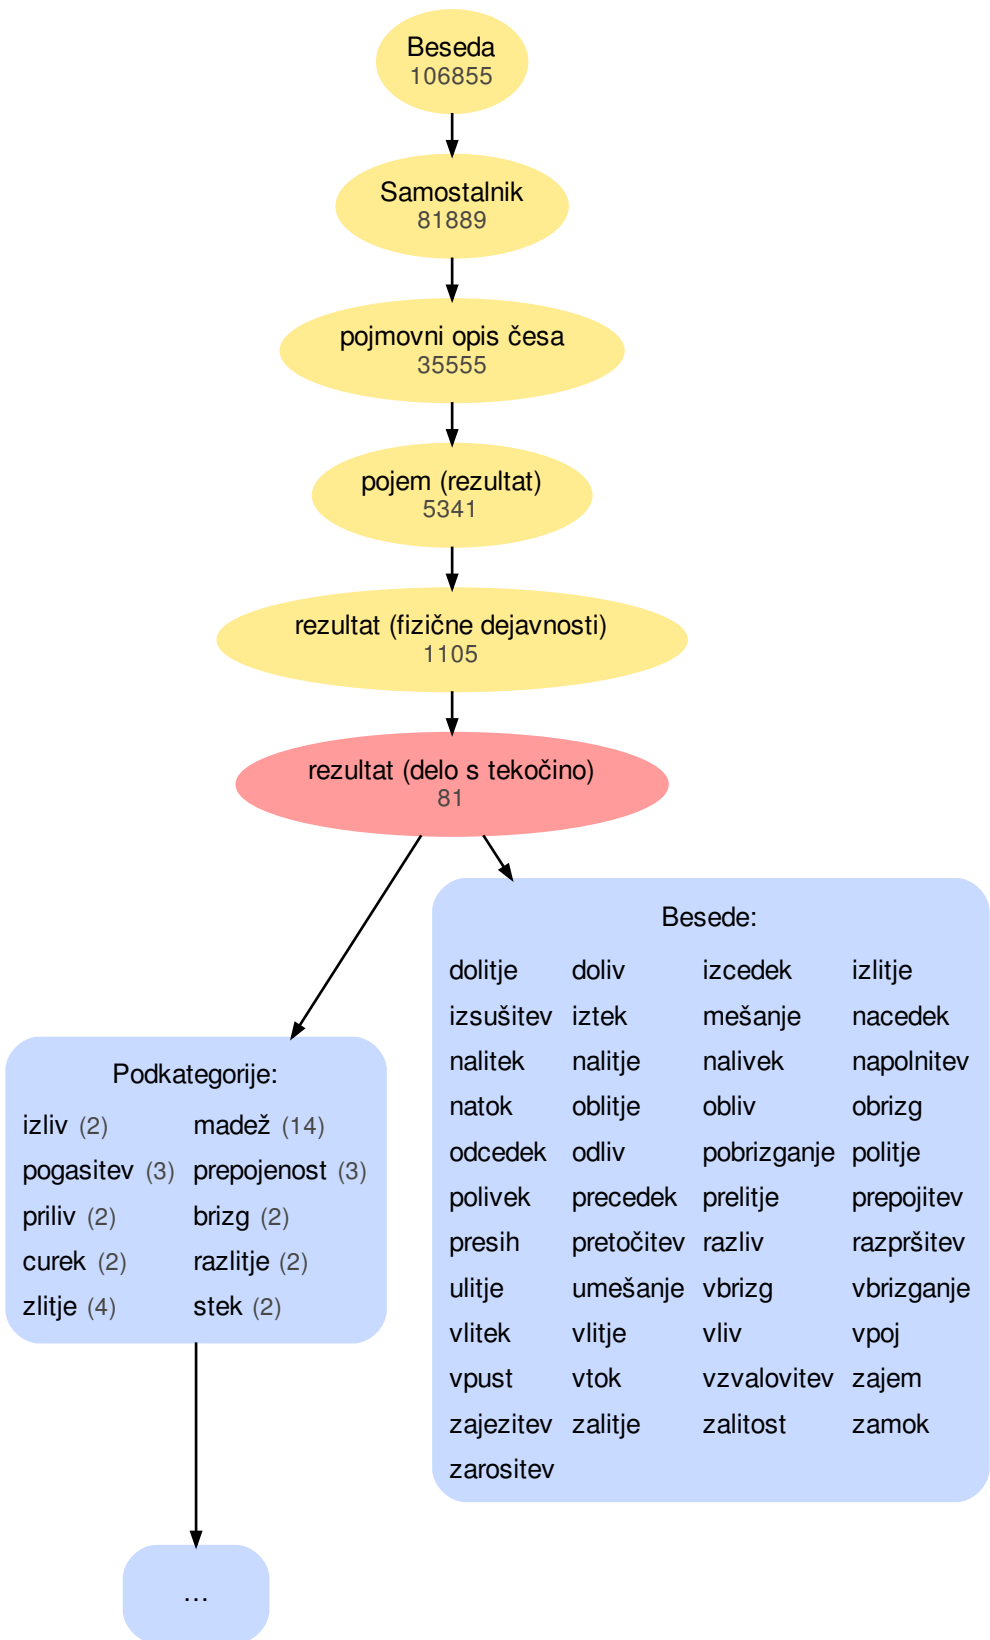 Beseda
106855
Samostalnik
81889
pojmovni opis česa
35555
pojem (rezultat)
5341
rezultat (fizične dejavnosti)
1105
rezultat (delo s tekočino)
81
Podkategorije:
izliv (2) madež (14)
pogasitev (3) prepojenost (3)
priliv (2) brizg (2)
curek (2) razlitje (2)
zlitje (4) stek (2)
Besede:
dolitje doliv izcedek izlitje
izsušitev iztek mešanje nacedek
nalitek nalitje nalivek napolnitev
natok oblitje obliv obrizg
odcedek odliv pobrizganje politje
polivek precedek prelitje prepojitev
presih pretočitev razliv razpršitev
ulitje umešanje vbrizg vbrizganje
vlitek vlitje vliv vpoj
vpust vtok vzvalovitev zajem
zajezitev zalitje zalitost zamok
zarositev
…